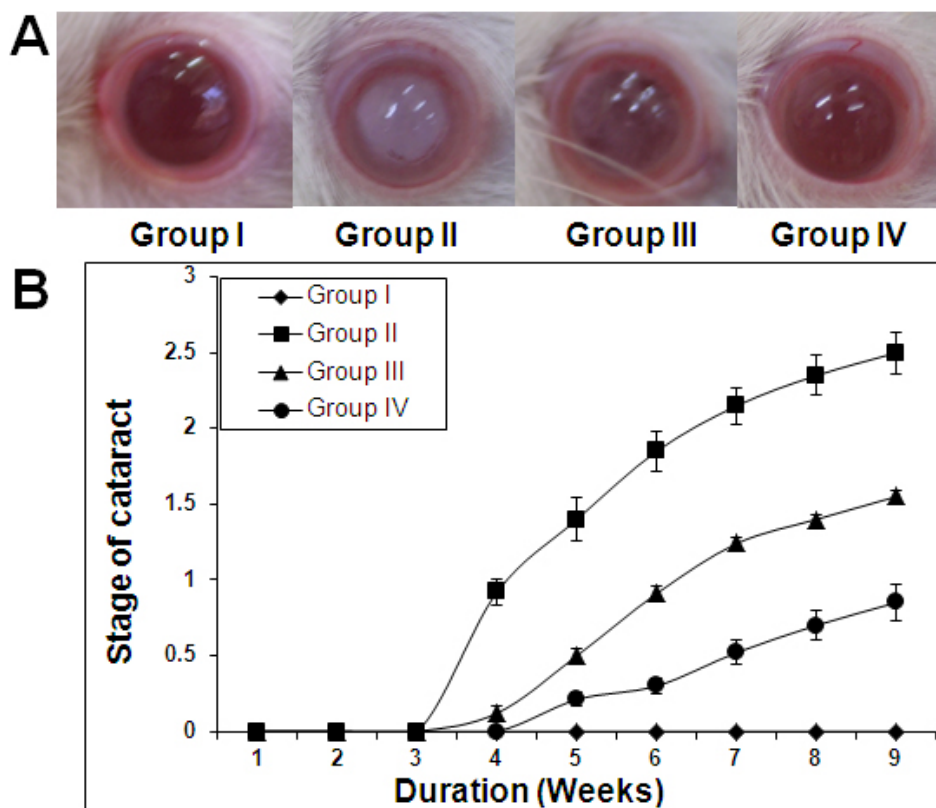 A
Group I Group II Group III Group IV
B
Group I
Group II
Group III
Group IV
3
2.5
2
1.5
1
0.5
0
Stage of cataract
1 2 3 4 5 6 7 8 9
Duration (Weeks)